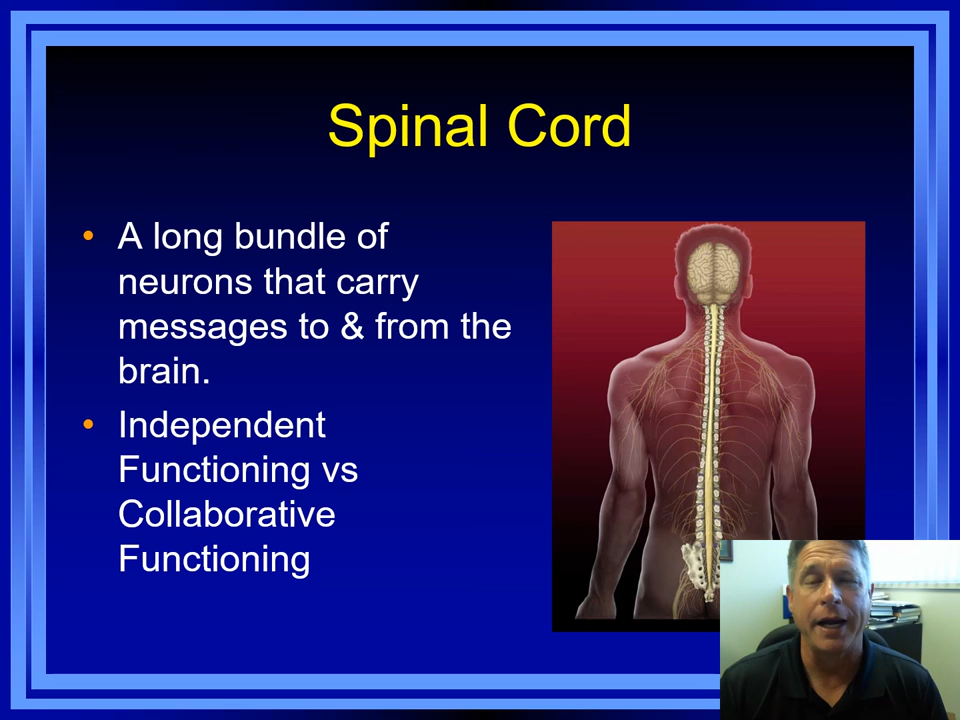 Spinal Cord
• A long bundle of
neurons that carry
messages to & from the
brain.
• Independent
Functioning vs
Collaborative
Functioning